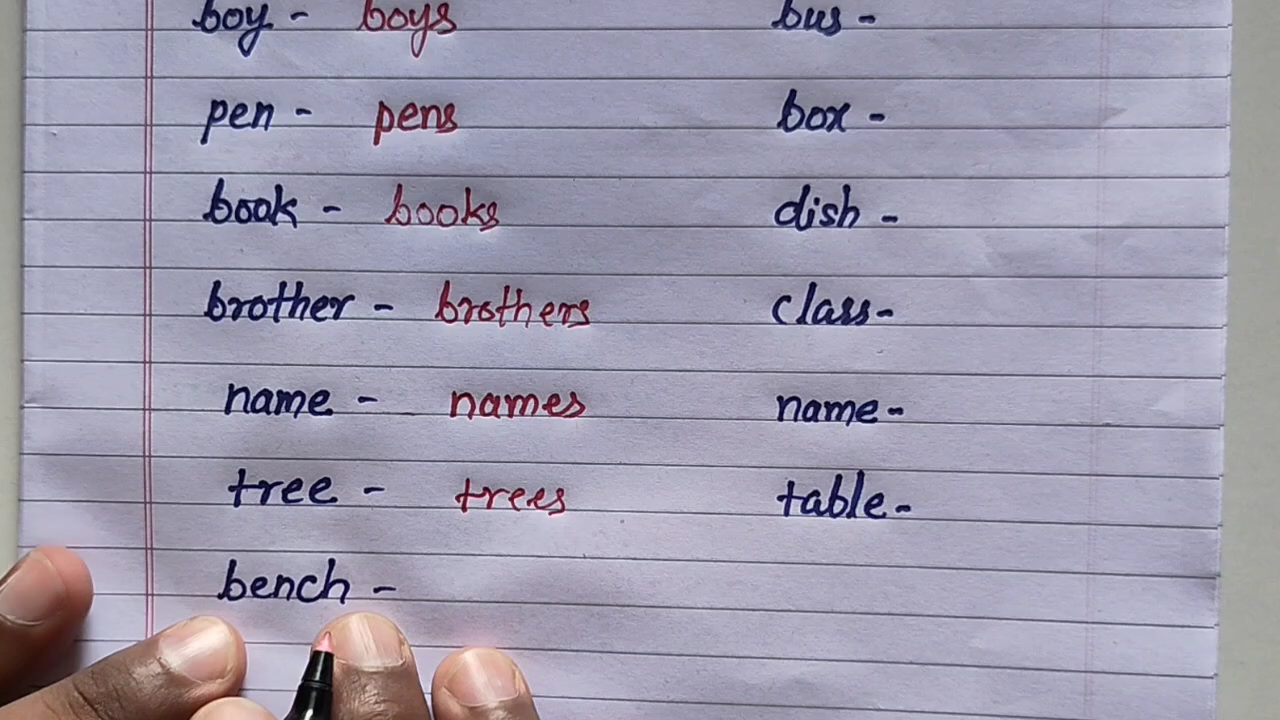 boy - boys bus -
pen - pens box -
book - books dish -
brother - brothers class -
name - names name -
tree - trees table -
bench -